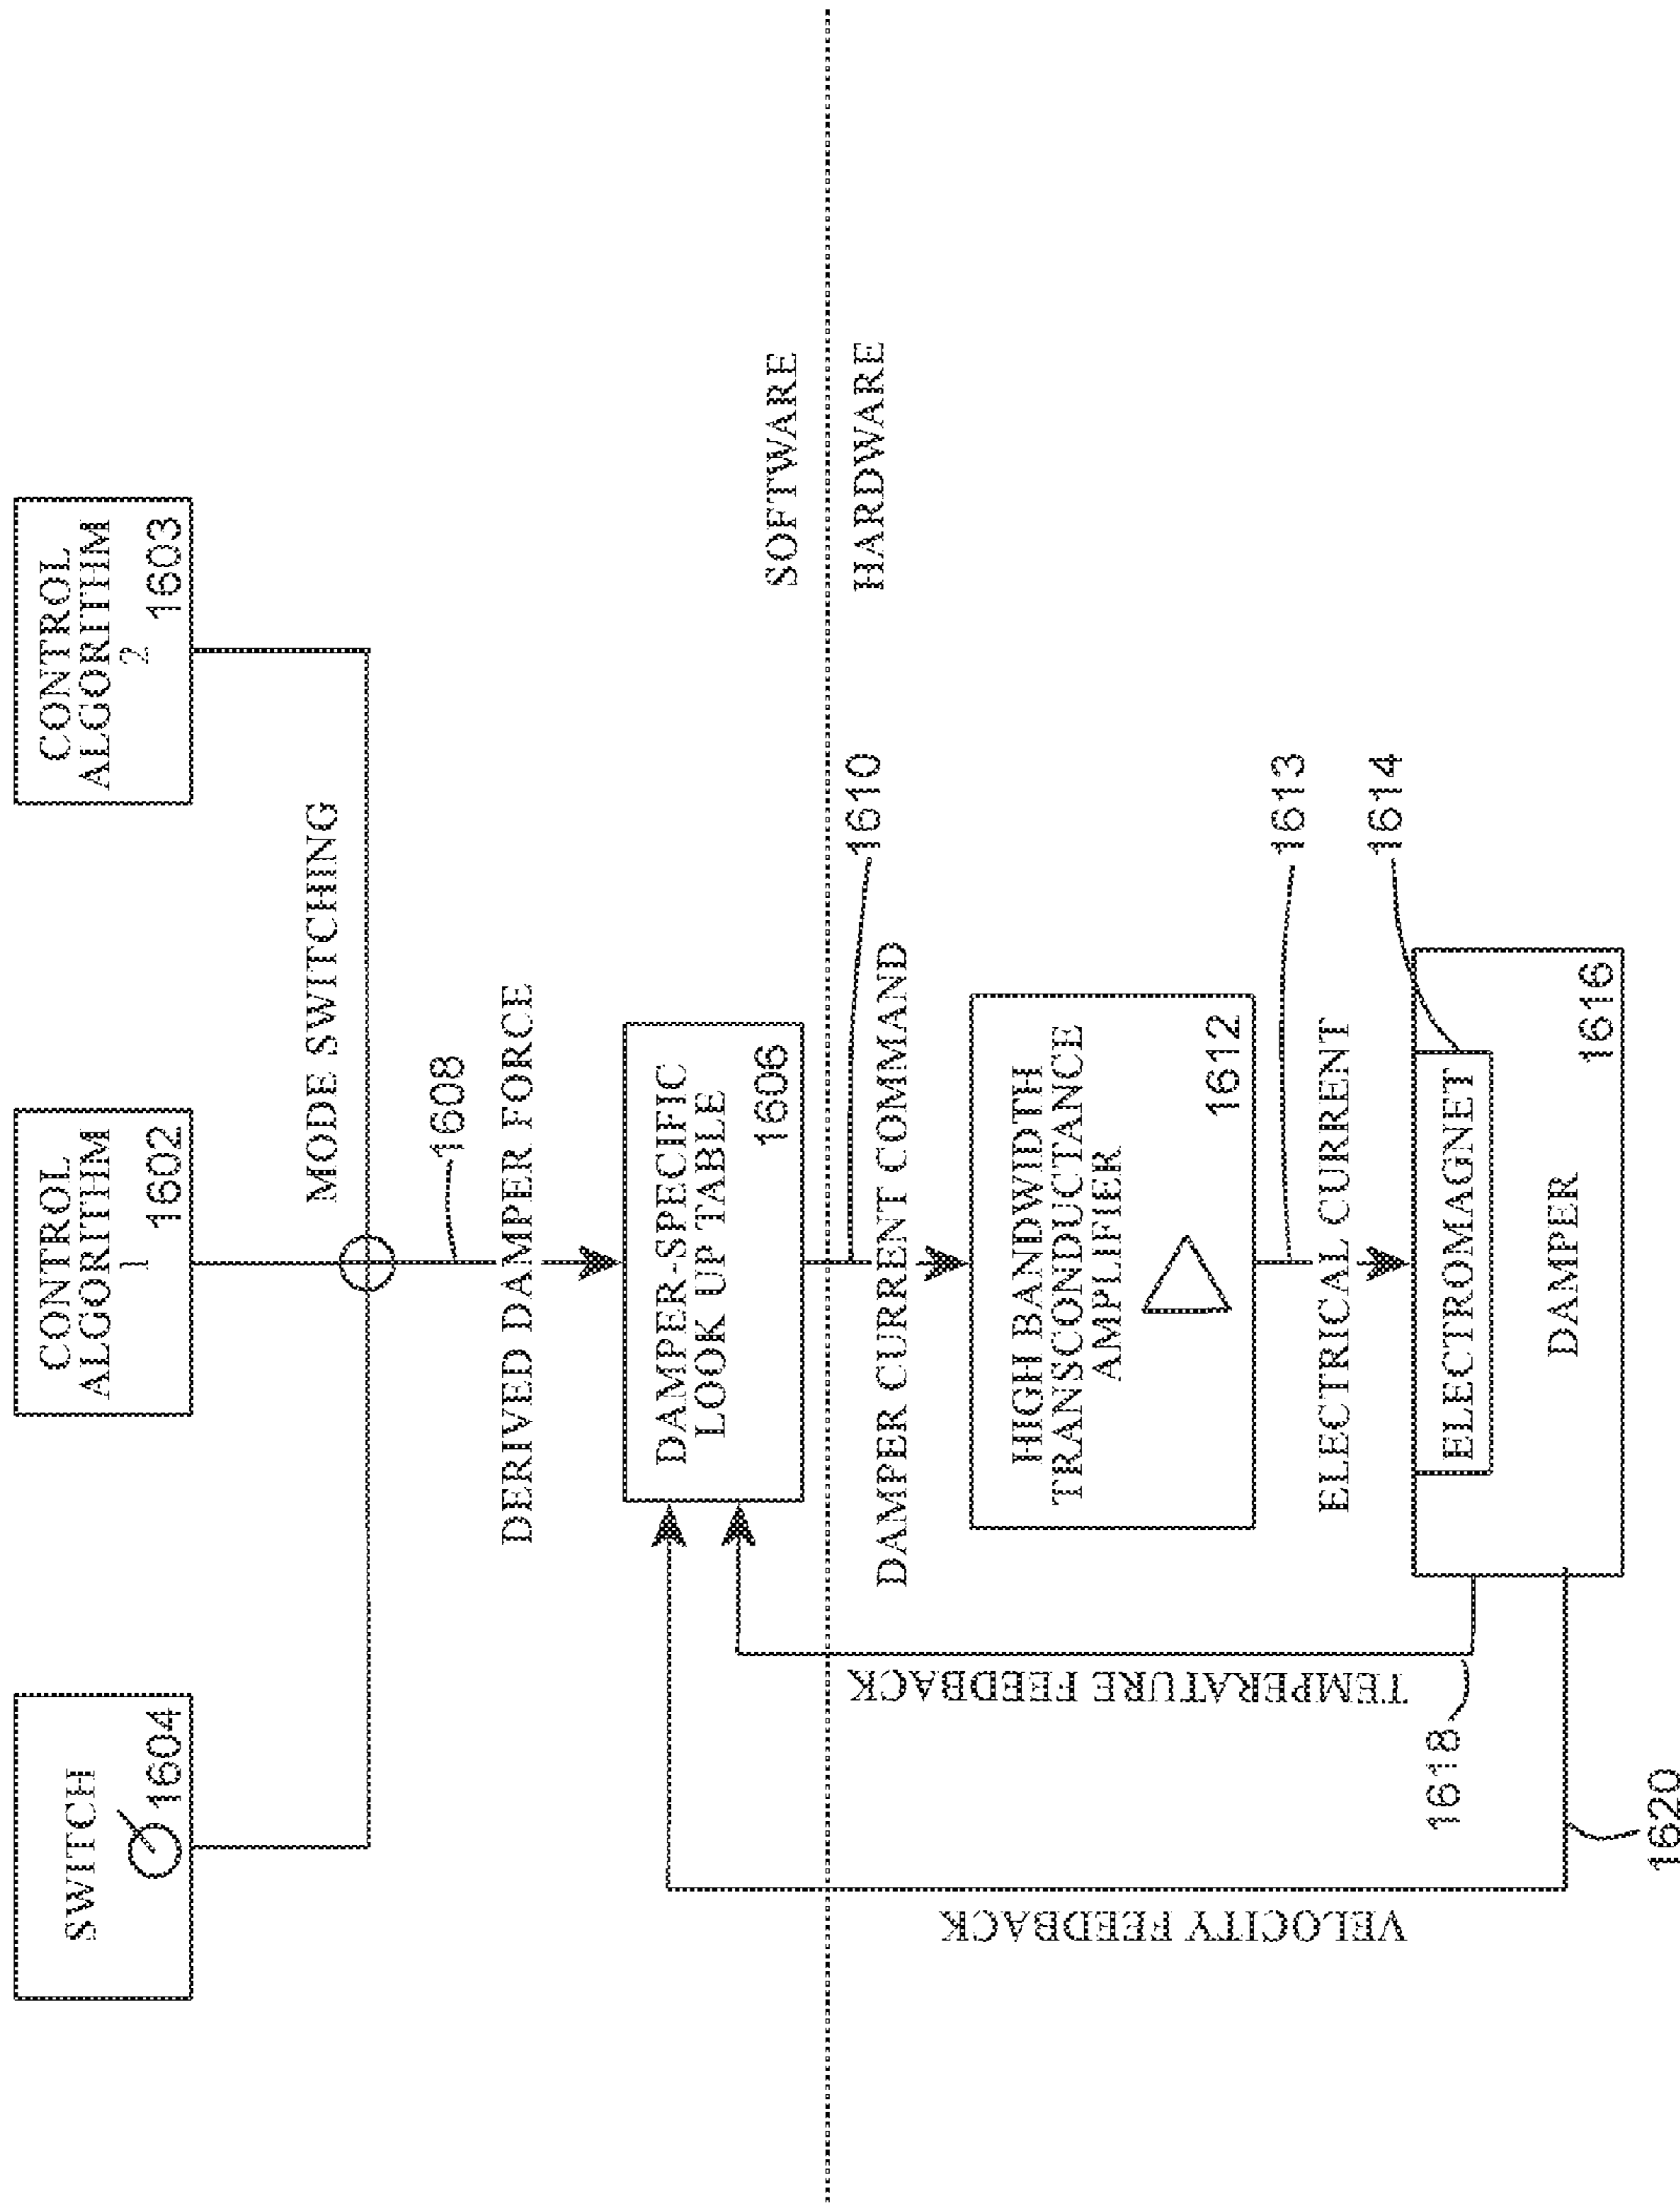 SWITCH
1604
CONTROL
ALGORITHM
1
1602
CONTROL
ALGORITHM
2
1603
MODE SWITCHING
1608
DERIVED DAMPER FORCE
DAMPER-SPECIFIC
LOOK UP TABLE
1606
SOFTWARE
HARDWARE
1610
DAMPER CURRENT COMMAND
HIGH BANDWIDTH
TRANSCONDUCTANCE
AMPLIFIER
1612
1613
ELECTRICAL CURRENT
1614
ELECTROMAGNET
DAMPER
1616
TEMPERATURE FEEDBACK
1618
VELOCITY FEEDBACK
1620